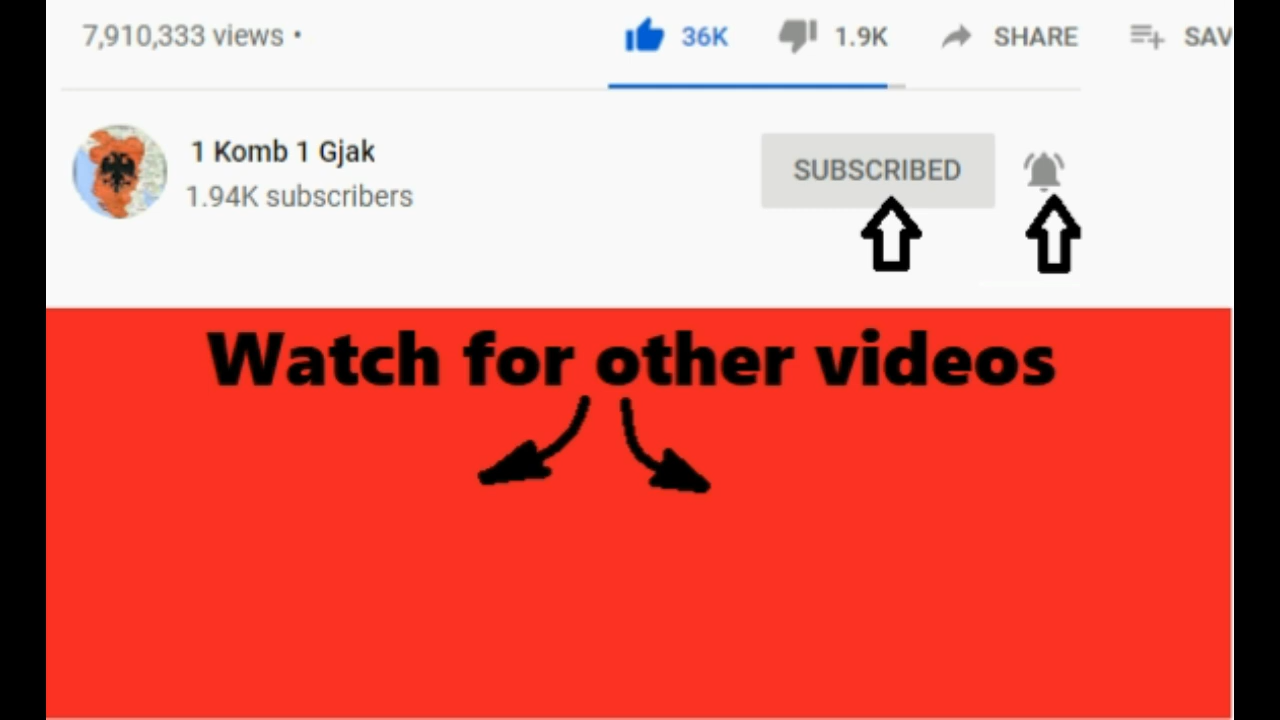 7,910,333 views •
36K
1.9K
SHARE
SAV
1 Komb 1 Gjak
1.94K subscribers
SUBSCRIBED
Watch for other videos